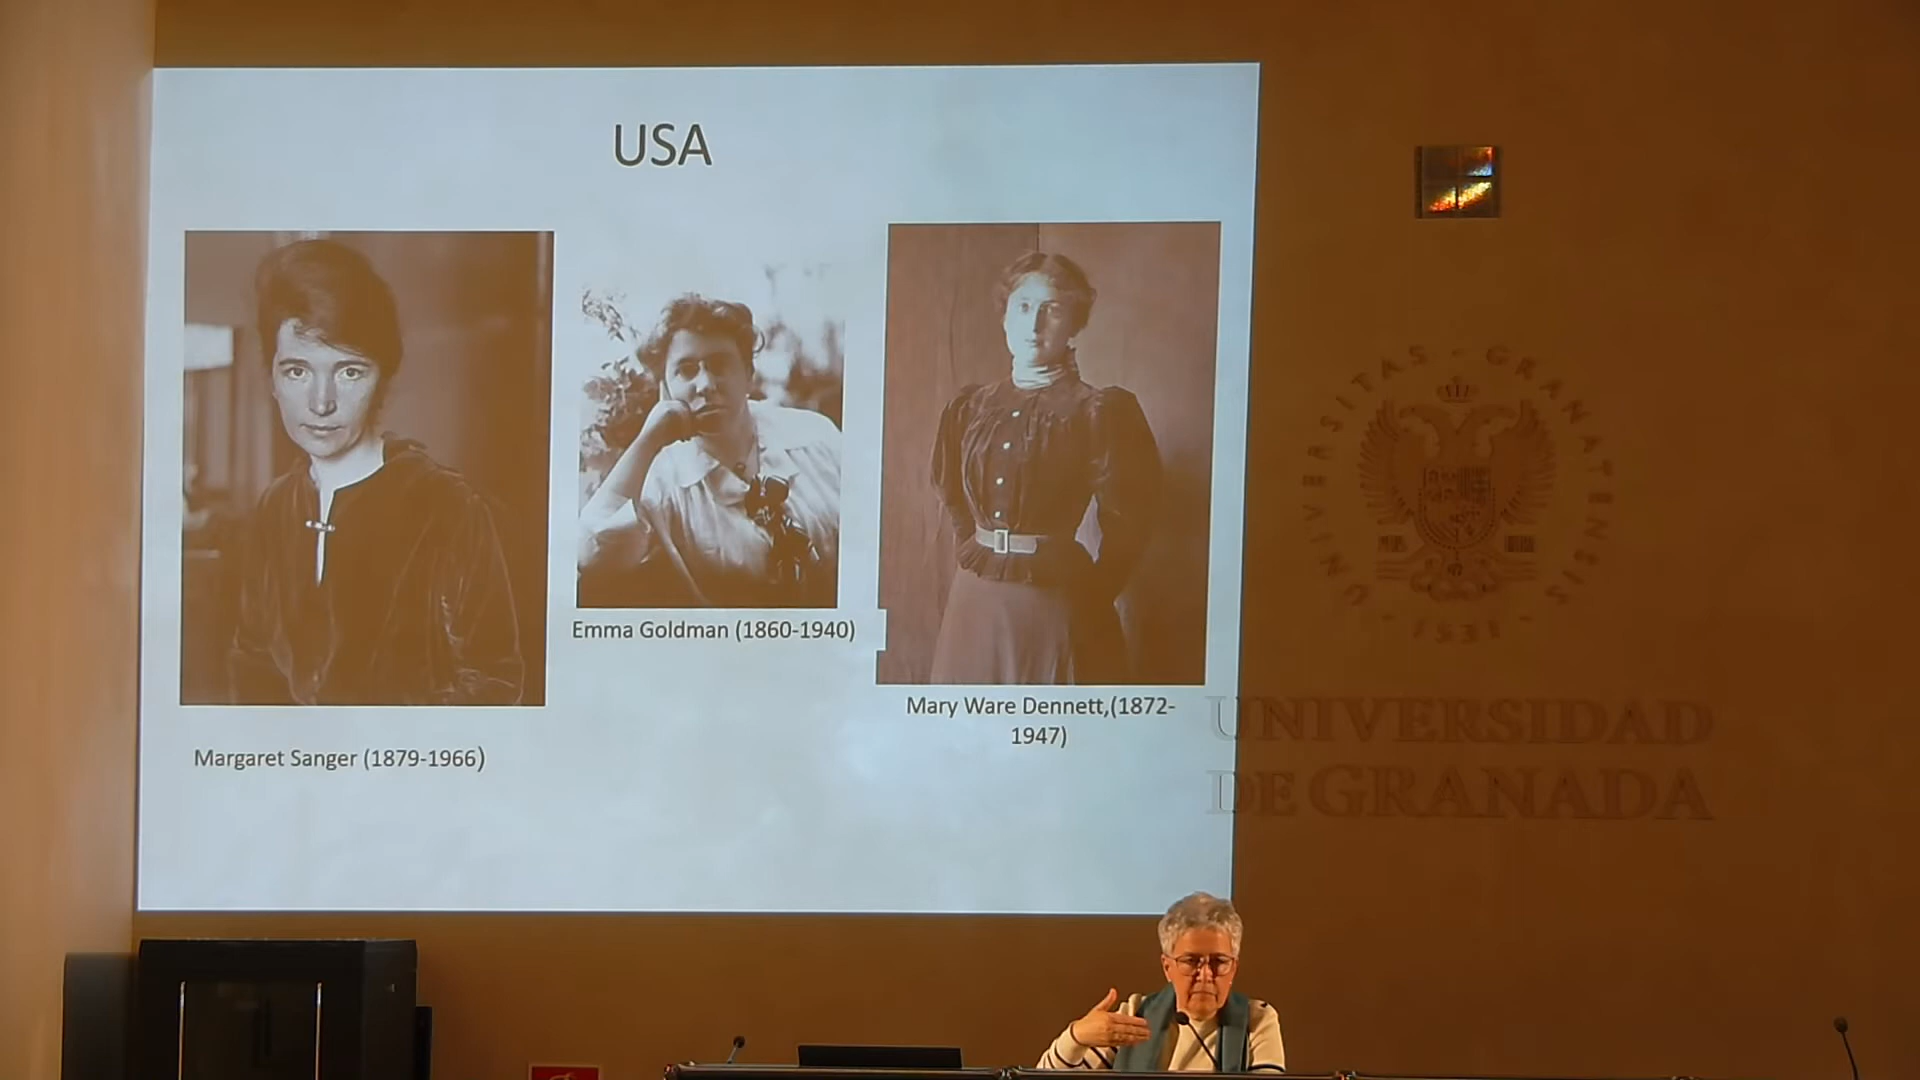 USA
Emma Goldman (1860-1940)
Mary Ware Dennett,(1872-
1947)
Margaret Sanger (1879-1966)
UNIVERSITAS · GRANATENSIS
· 1531 ·
UNIVERSIDAD
DE GRANADA